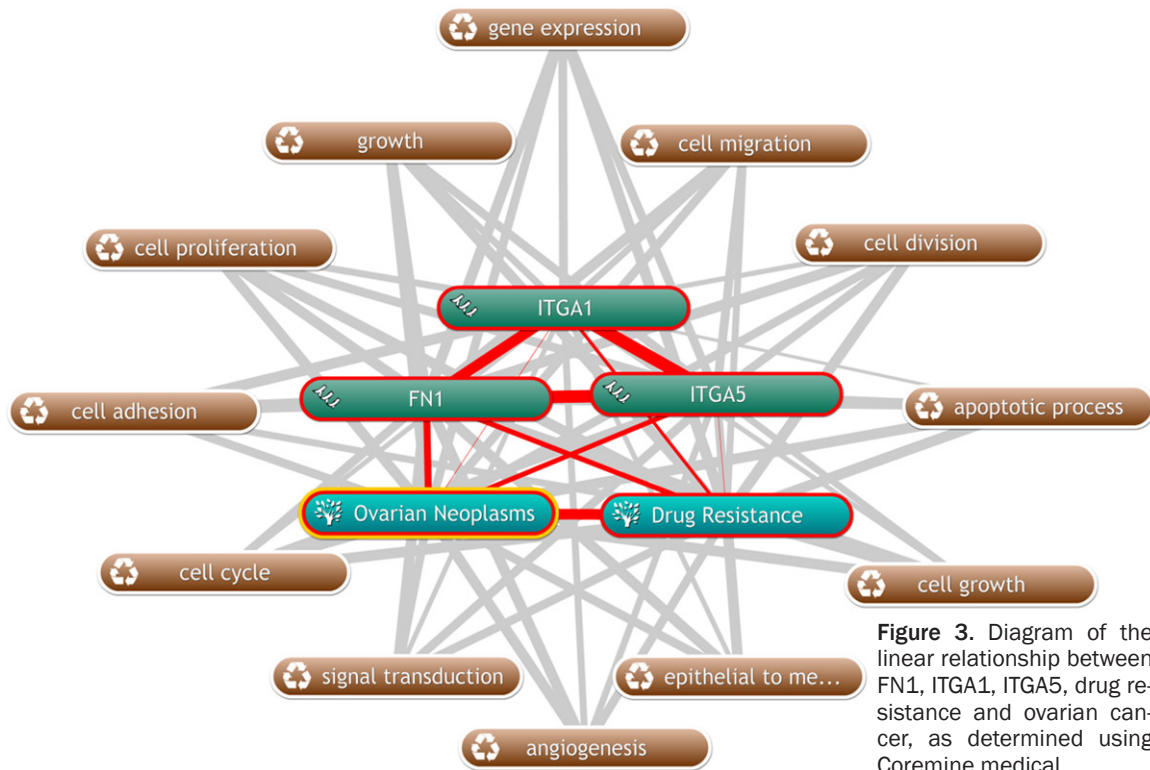 gene expression
growth
cell migration
cell proliferation
cell division
ITGA1
FN1
ITGA5
cell adhesion
apoptotic process
Ovarian Neoplasms
Drug Resistance
cell cycle
cell growth
signal transduction
epithelial to me...
angiogenesis
Figure 3. Diagram of the
linear relationship between
FN1, ITGA1, ITGA5, drug re-
sistance and ovarian can-
cer, as determined using
Coremine medical